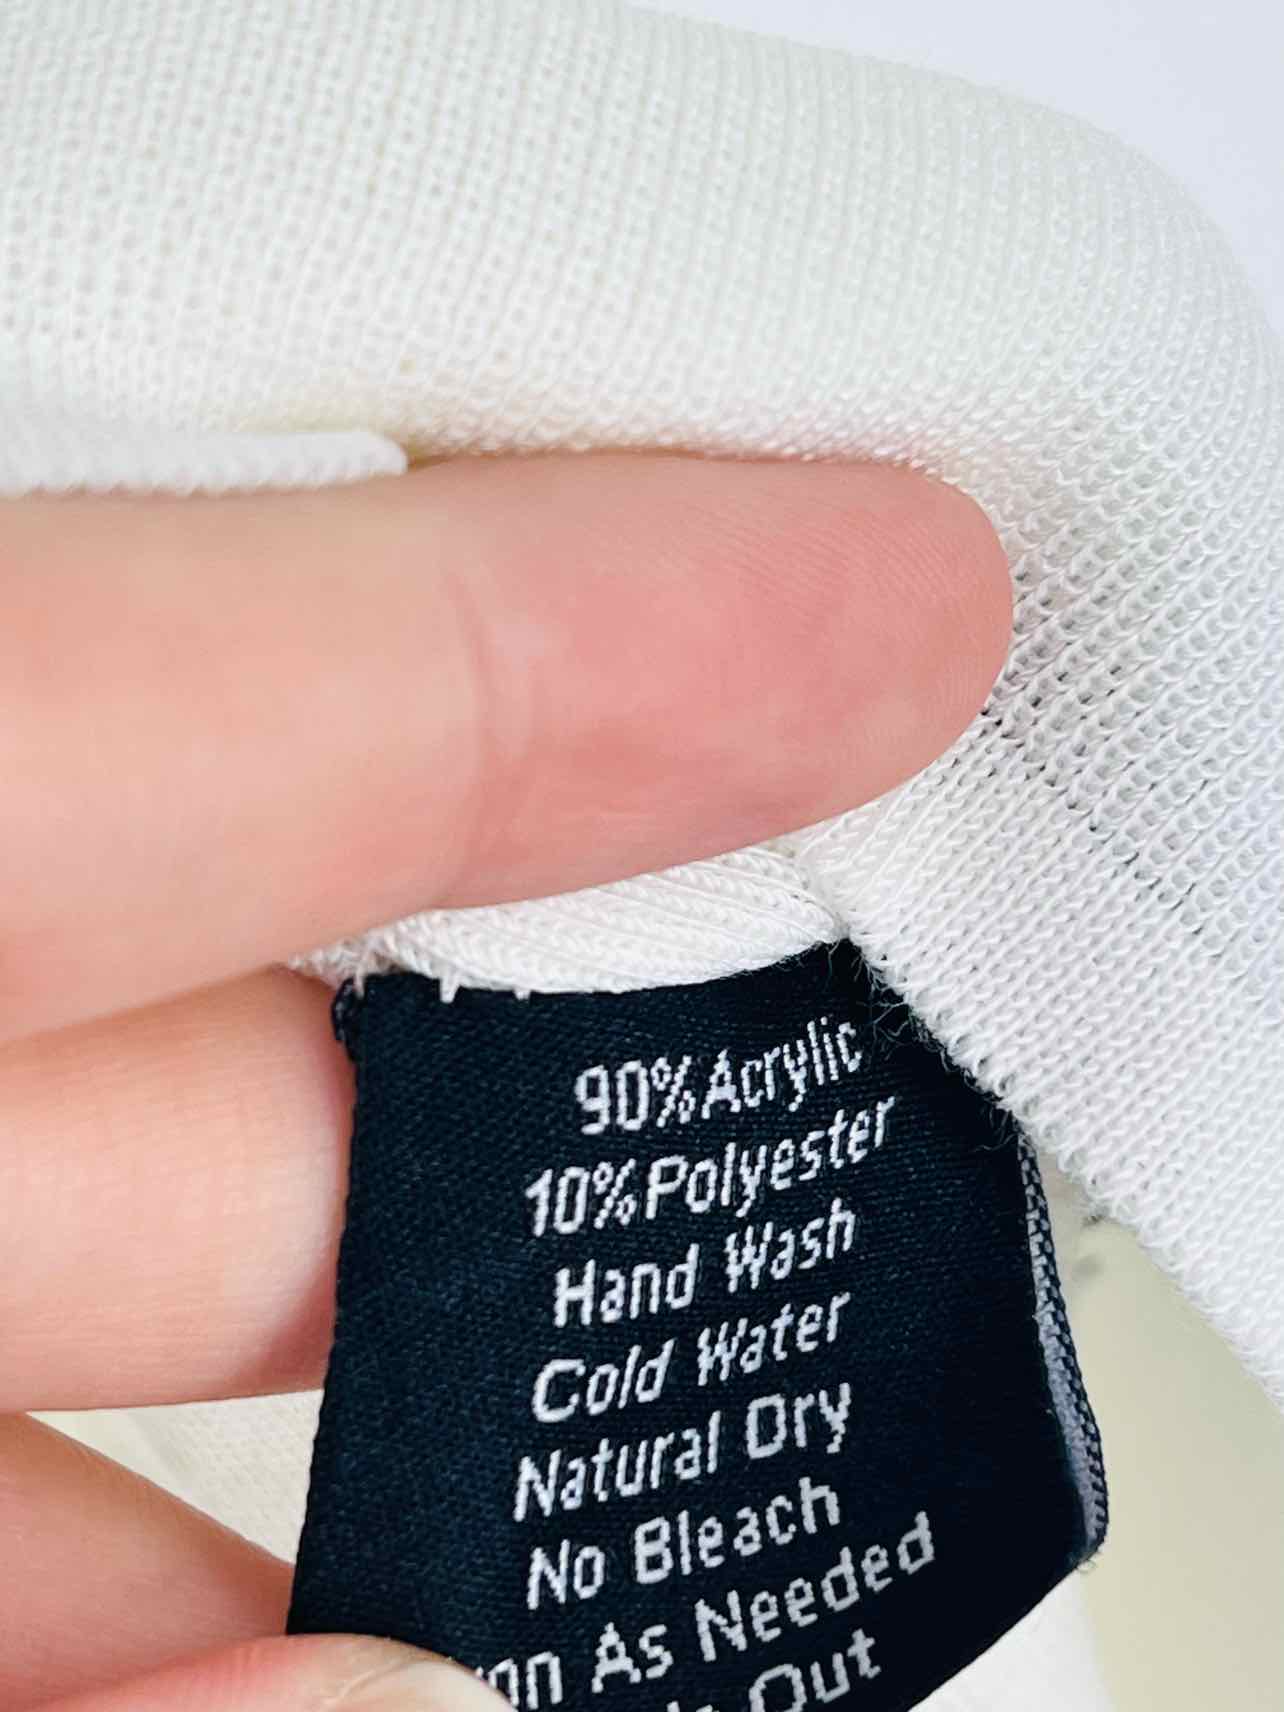 90% Acrylic
10% Polyester
Hand Wash
Cold Water
Natural Dry
No Bleach
As Needed
Out